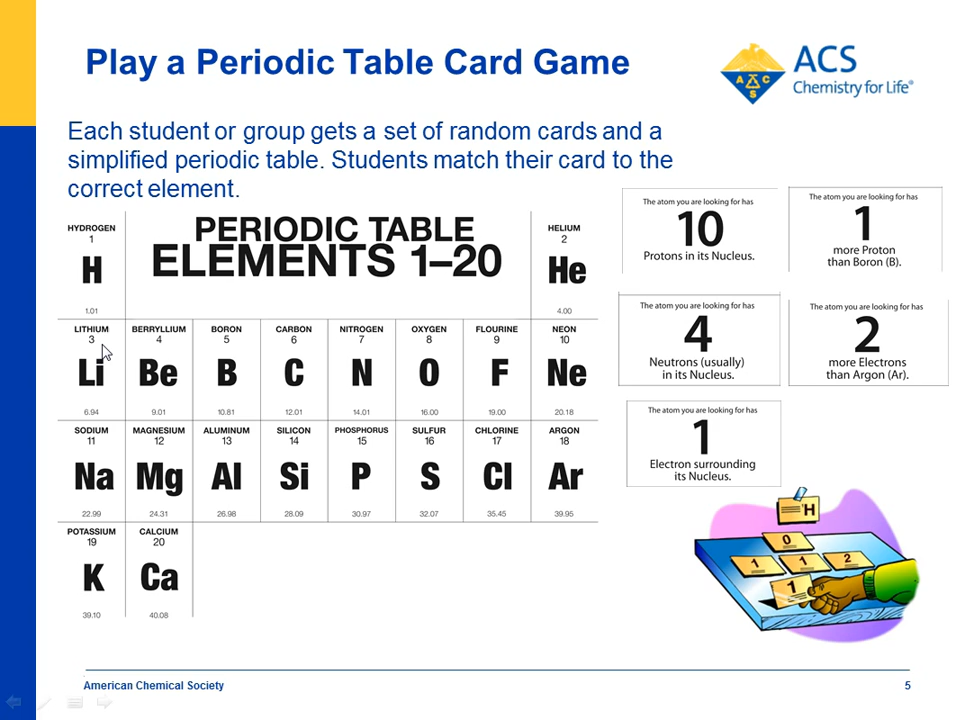 Play a Periodic Table Card Game
ACS
Chemistry for Life®
A C C
S
Each student or group gets a set of random cards and a
simplified periodic table. Students match their card to the
correct element.
PERIODIC TABLE
ELEMENTS 1–20
HYDROGEN
1
H
1.01
HELIUM
2
He
4.00
LITHIUM
3
Li
6.94
BERRYLLIUM
4
Be
9.01
BORON
5
B
10.81
CARBON
6
C
12.01
NITROGEN
7
N
14.01
OXYGEN
8
O
16.00
FLOURINE
9
F
19.00
NEON
10
Ne
20.18
SODIUM
11
Na
22.99
MAGNESIUM
12
Mg
24.31
ALUMINUM
13
Al
26.98
SILICON
14
Si
28.09
PHOSPHORUS
15
P
30.97
SULFUR
16
S
32.07
CHLORINE
17
Cl
35.45
ARGON
18
Ar
39.95
POTASSIUM
19
K
39.10
CALCIUM
20
Ca
40.08
The atom you are looking for has
10
Protons in its Nucleus.
The atom you are looking for has
1
more Proton
than Boron (B).
The atom you are looking for has
4
Neutrons (usually)
in its Nucleus.
The atom you are looking for has
2
more Electrons
than Argon (Ar).
The atom you are looking for has
1
Electron surrounding
its Nucleus.
H
0
1 1 2
1
American Chemical Society
5